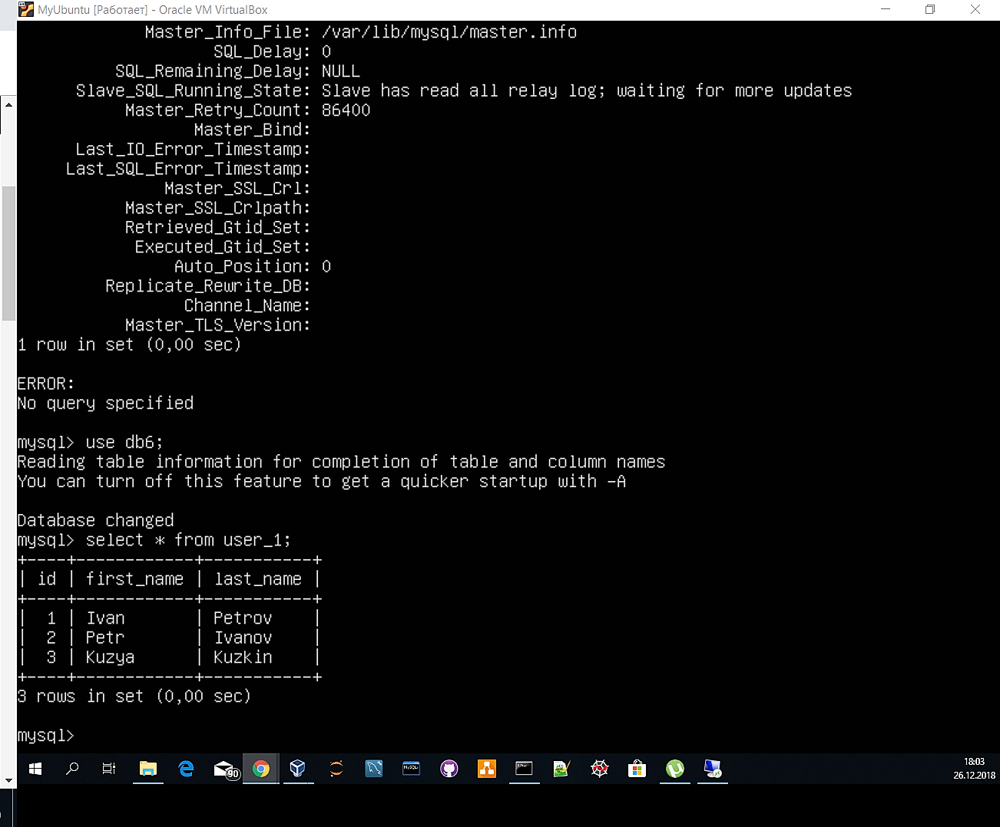 MyUbuntu [Работает] - Oracle VM VirtualBox
Master_Info_File: /var/lib/mysql/master.info
SQL_Delay: 0
SQL_Remaining_Delay: NULL
Slave_SQL_Running_State: Slave has read all relay log; waiting for more updates
Master_Retry_Count: 86400
Master_Bind:
Last_IO_Error_Timestamp:
Last_SQL_Error_Timestamp:
Master_SSL_Crl:
Master_SSL_Crlpath:
Retrieved_Gtid_Set:
Executed_Gtid_Set:
Auto_Position: 0
Replicate_Rewrite_DB:
Channel_Name:
Master_TLS_Version:
1 row in set (0,00 sec)
ERROR:
No query specified
mysql> use db6;
Reading table information for completion of table and column names
You can turn off this feature to get a quicker startup with -A
Database changed
mysql> select * from user_1;
+----+------------+-----------+
| id | first_name | last_name |
+----+------------+-----------+
|  1 | Ivan       | Petrov    |
|  2 | Petr       | Ivanov    |
|  3 | Kuzya      | Kuzkin    |
+----+------------+-----------+
3 rows in set (0,00 sec)
mysql>
90
MySQL
18:03
26.12.2018